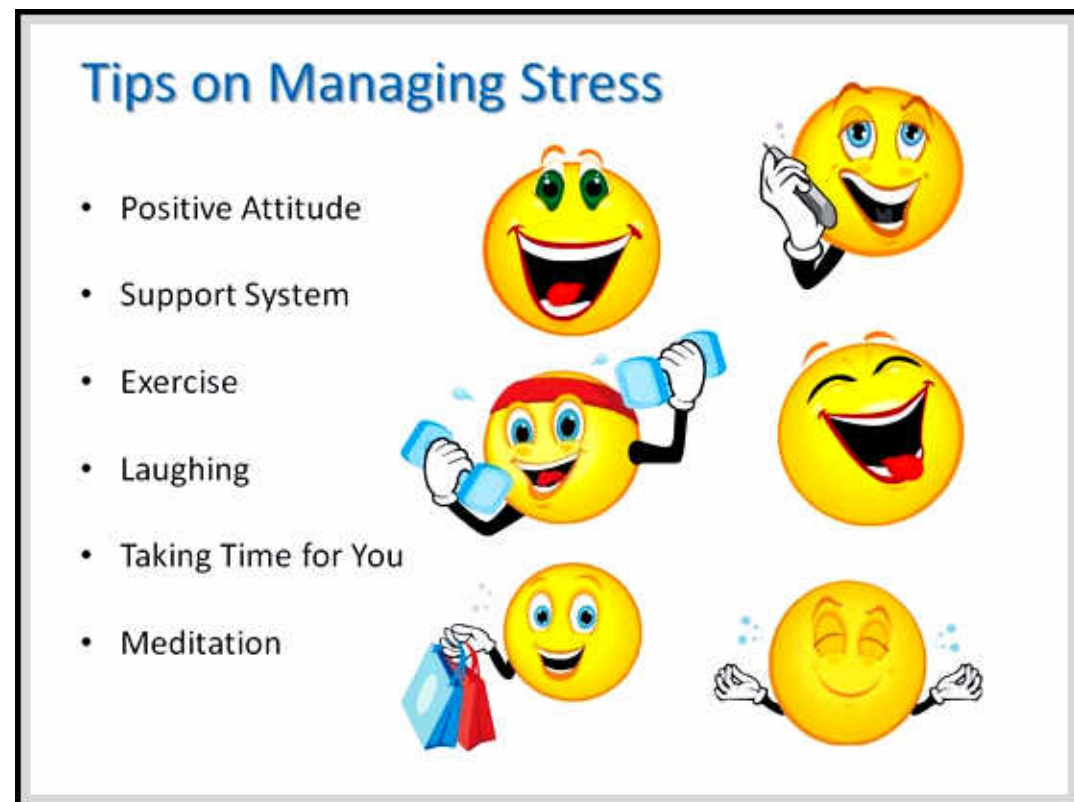 Tips on Managing Stress
• Positive Attitude
• Support System
• Exercise
• Laughing
• Taking Time for You
• Meditation